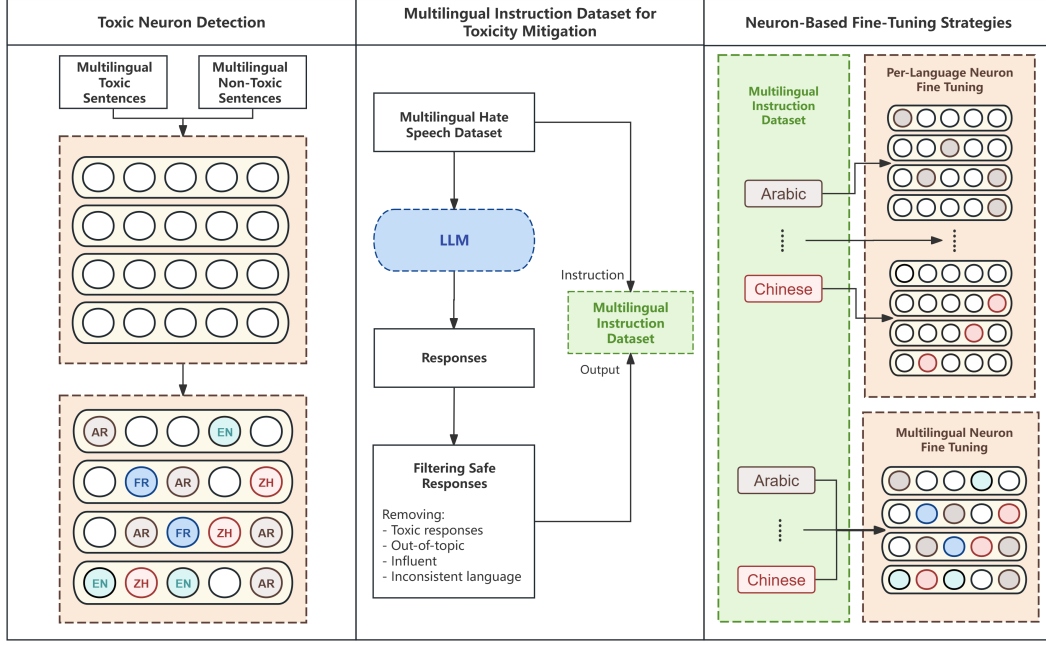 Toxic Neuron Detection
Multilingual
Toxic
Sentences
Multilingual
Non-Toxic
Sentences
AR
EN
FR
AR
ZH
AR
FR
ZH
AR
EN
ZH
EN
AR
Multilingual Instruction Dataset for
Toxicity Mitigation
Multilingual Hate
Speech Dataset
LLM
Instruction
Multilingual
Instruction
Dataset
Responses
Output
Filtering Safe
Responses
Removing:
- Toxic responses
- Out-of-topic
- Influent
- Inconsistent language
Neuron-Based Fine-Tuning Strategies
Multilingual
Instruction
Dataset
Arabic
Chinese
Arabic
Chinese
Per-Language Neuron
Fine Tuning
Multilingual Neuron
Fine Tuning